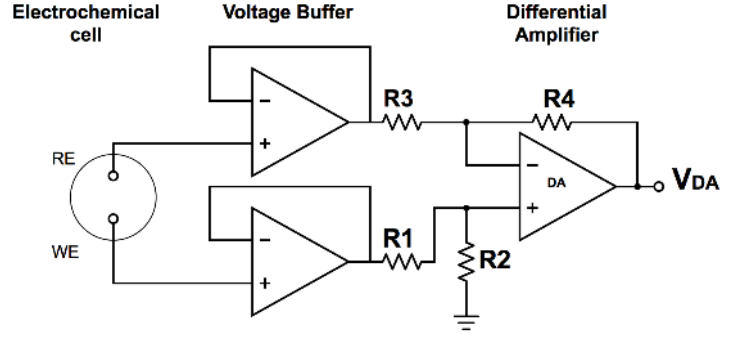 Electrochemical
cell
Voltage Buffer
Differential
Amplifier
R3
R4
RE
WE
R1
R2
DA
VDA
−
+
−
+
−
+